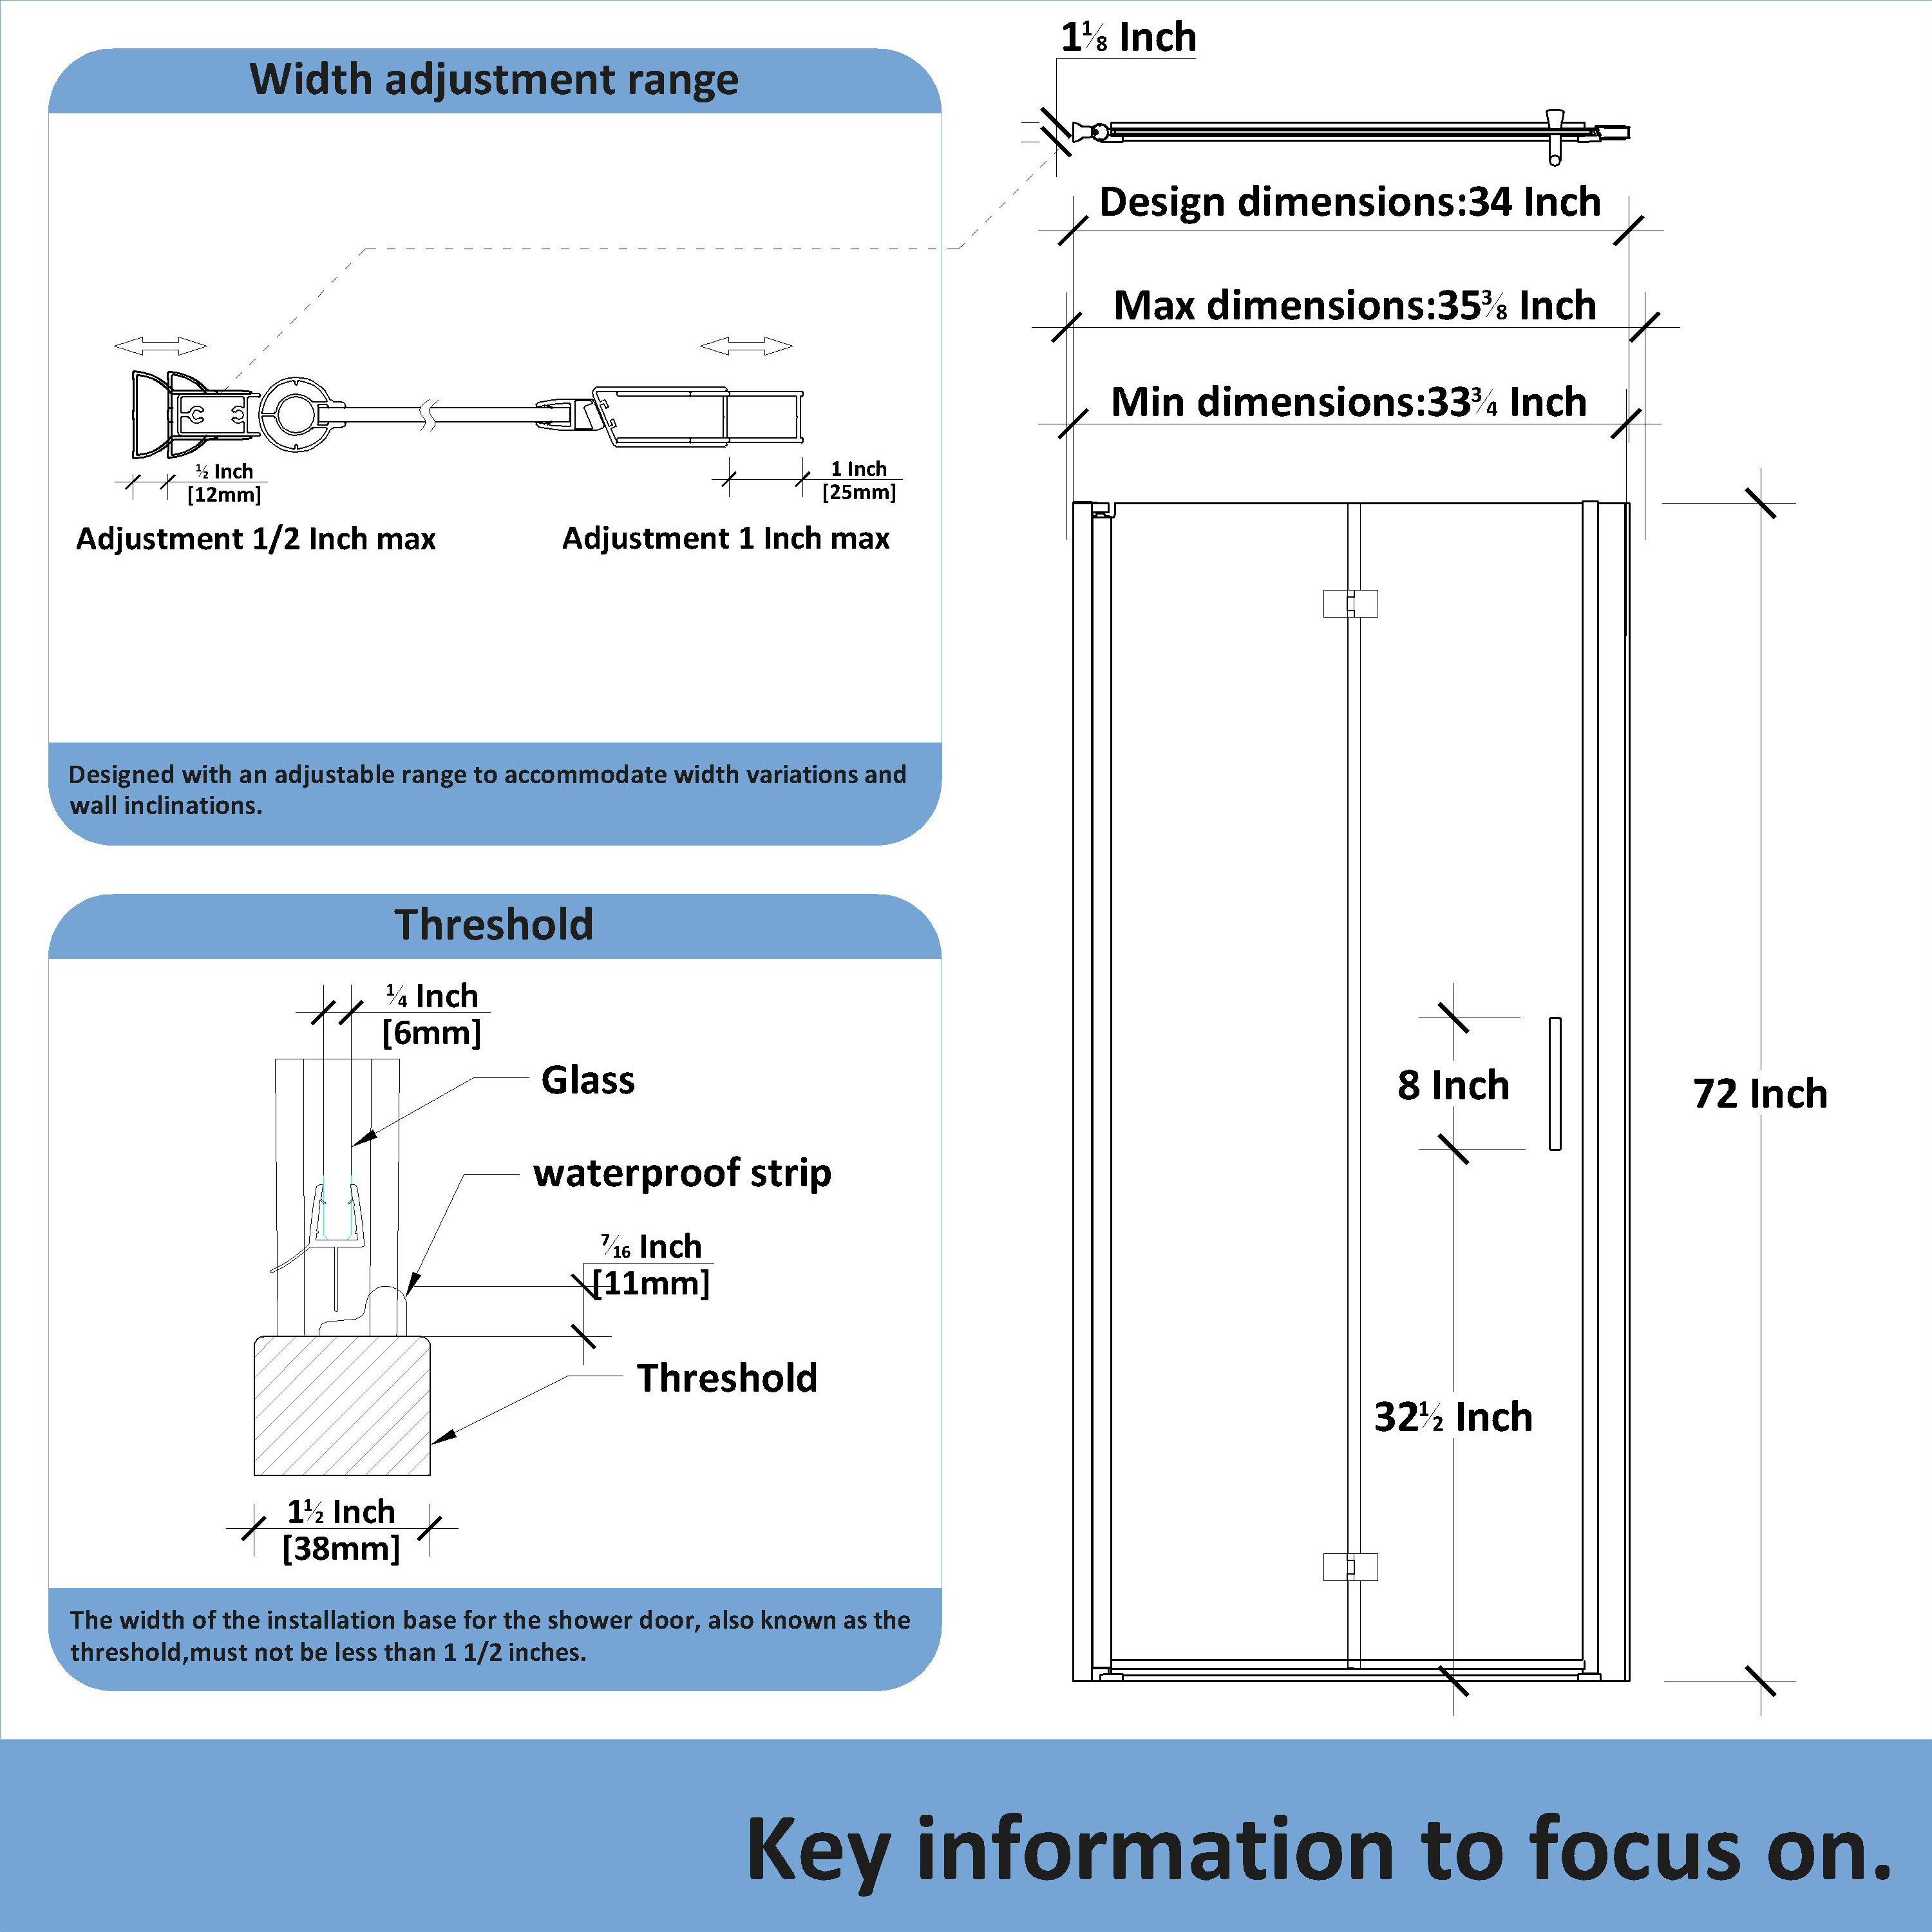 Width adjustment range
½ Inch
[12mm]
Adjustment 1/2 Inch max
1 Inch
[25mm]
Adjustment 1 Inch max
Designed with an adjustable range to accommodate width variations and
wall inclinations.
Threshold
¼ Inch
[6mm]
Glass
waterproof strip
7⁄16 Inch
[11mm]
Threshold
1½ Inch
[38mm]
The width of the installation base for the shower door, also known as the
threshold,must not be less than 1 1/2 inches.
1⅛ Inch
Design dimensions:34 Inch
Max dimensions:35⅜ Inch
Min dimensions:33¾ Inch
8 Inch
72 Inch
32½ Inch
Key information to focus on.